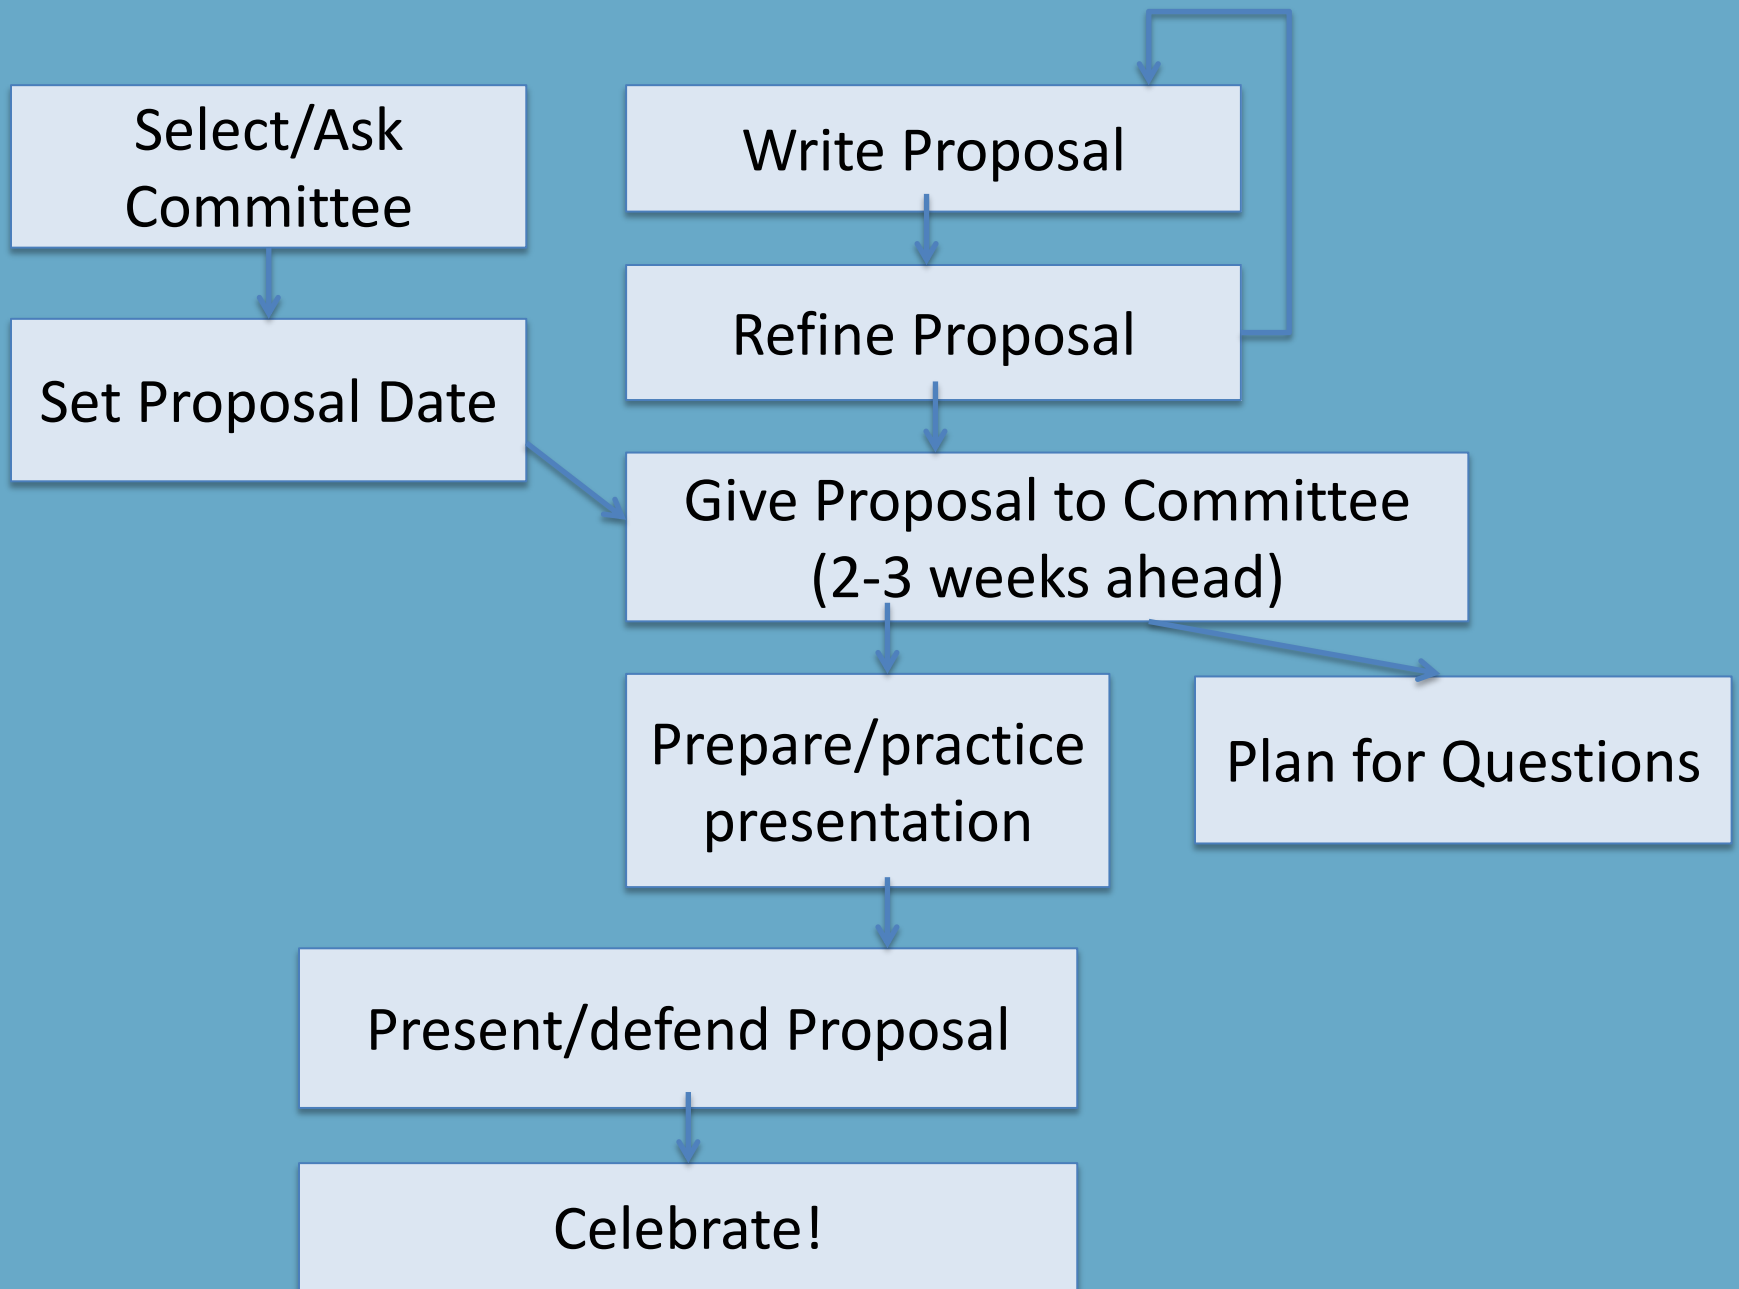 Select/Ask
Committee
Write Proposal
Refine Proposal
Set Proposal Date
Give Proposal to Committee
(2-3 weeks ahead)
Prepare/practice
presentation
Plan for Questions
Present/defend Proposal
Celebrate!